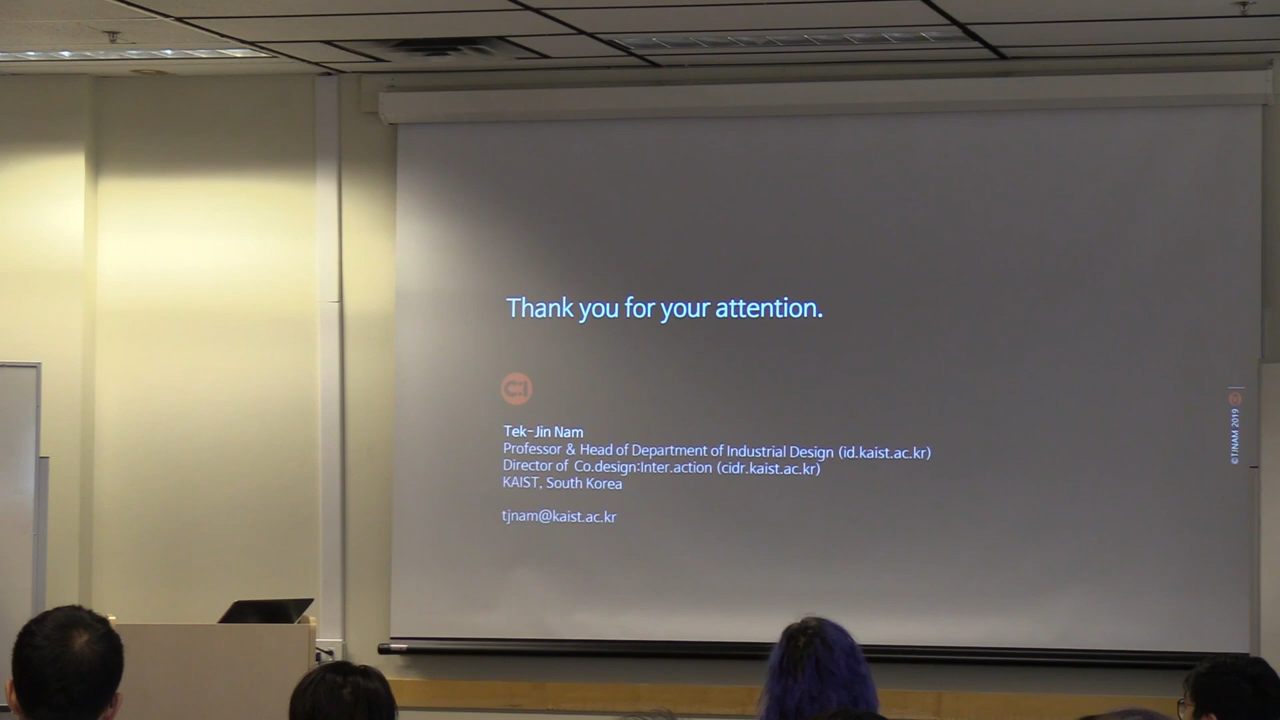 Thank you for your attention.
Tek-Jin Nam
Professor & Head of Department of Industrial Design (id.kaist.ac.kr)
Director of Co.design:Inter.action (cidr.kaist.ac.kr)
KAIST, South Korea
tjnam@kaist.ac.kr
©TJNAM 2019